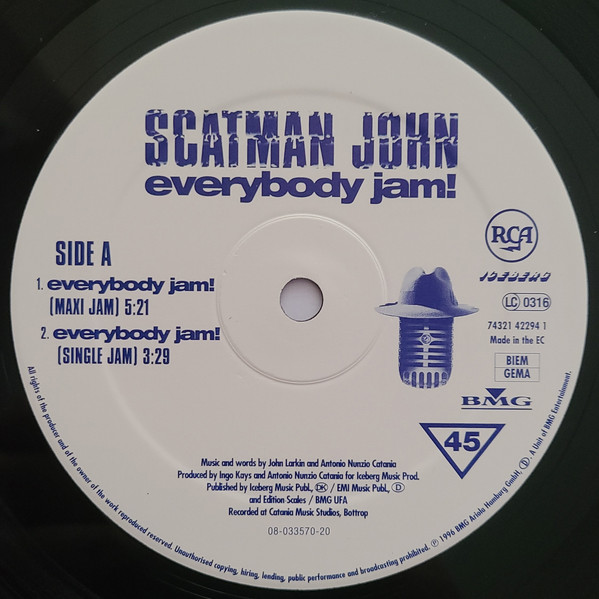 SCATMAN JOHN
everybody jam!
SIDE A
1. everybody jam!
(MAXI JAM) 5:21
2. everybody jam!
(SINGLE JAM) 3:29
RCA
ICEBERG
LC 0316
74321 42294 1
Made in the EC
BIEM
GEMA
BMG
45
Music and words by John Larkin and Antonio Nunzio Catania
Produced by Ingo Kays and Antonio Nunzio Catania for Iceberg Music Prod.
Published by Iceberg Music Publ., DK / EMI Music Publ., D
and Edition Scales / BMG UFA
Recorded at Catania Music Studios, Bottrop
08-033570-20
All rights of the producer and of the owner of the work reproduced reserved. Unauthorised copying, hiring, lending, public performance and broadcasting prohibited. ℗ 1996 BMG Ariola Hamburg GmbH, D. A Unit of BMG Entertainment.